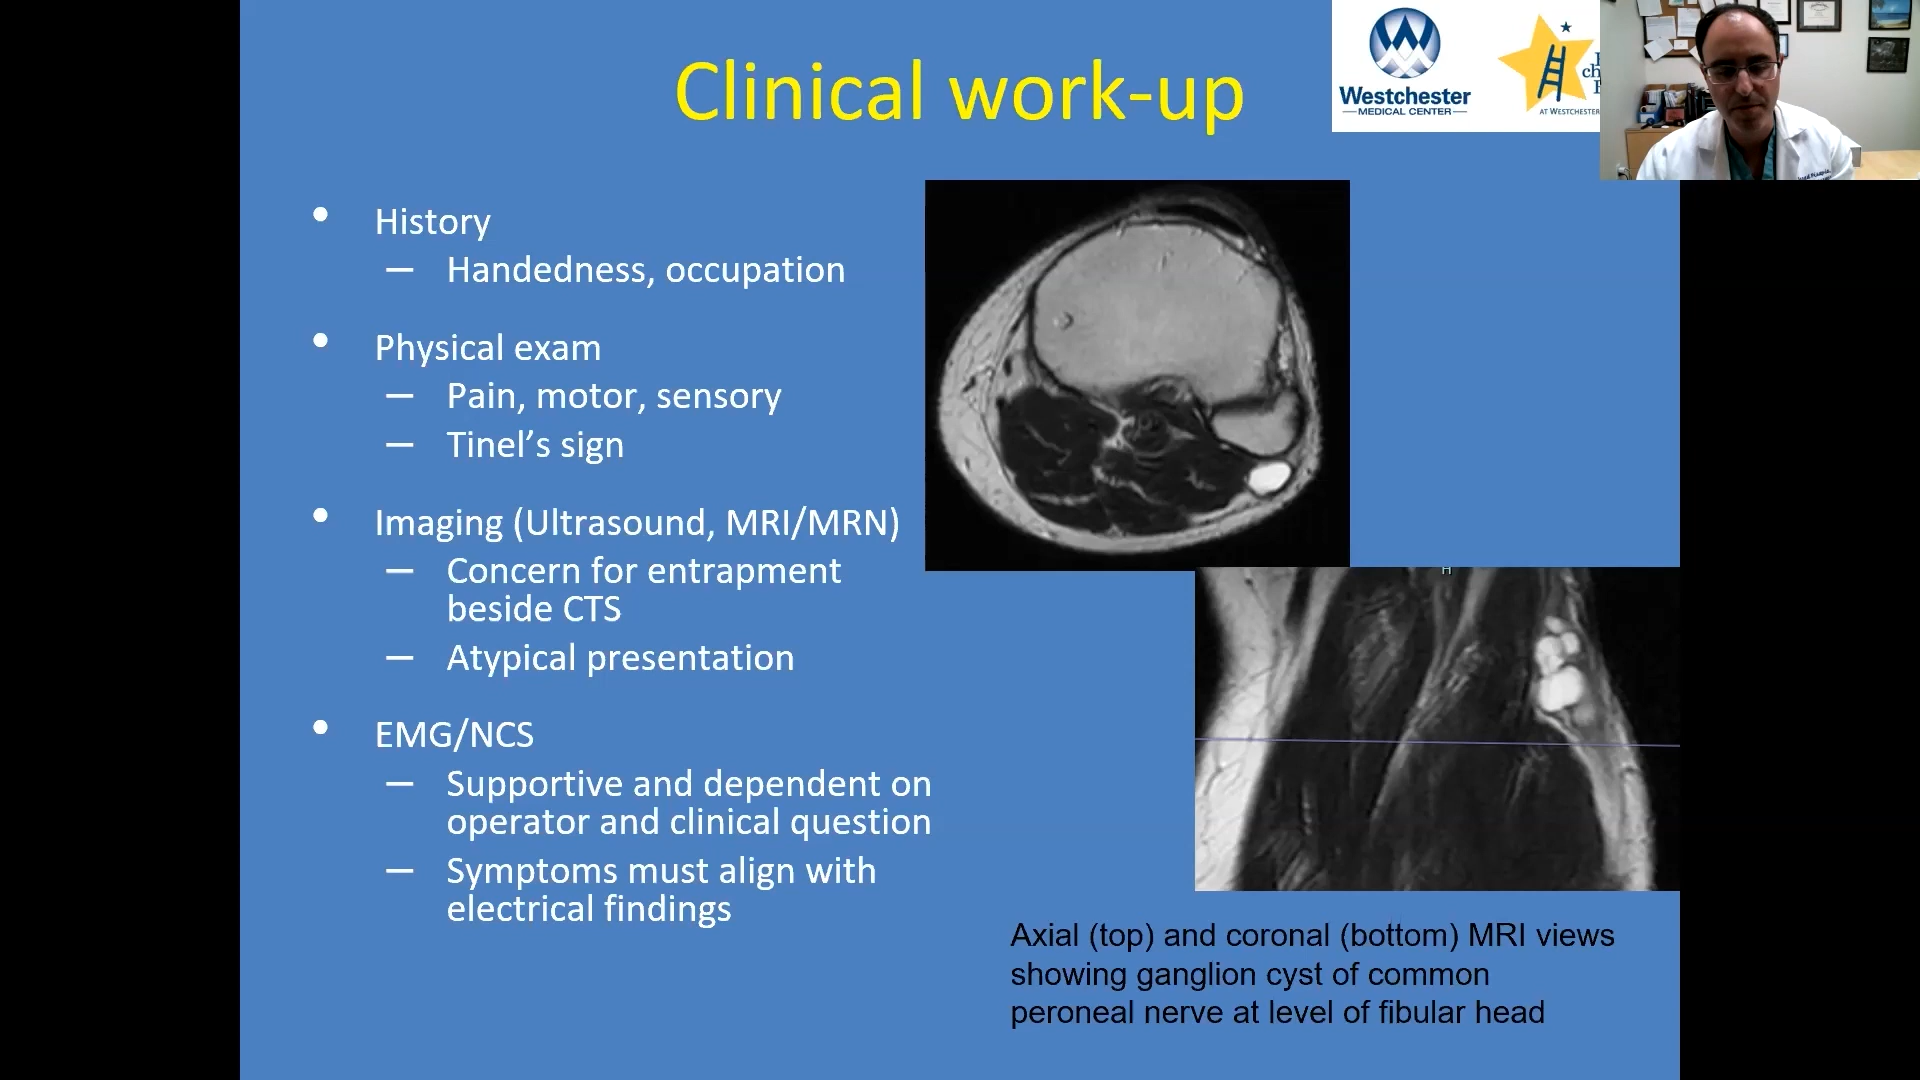 Clinical work-up
Westchester
MEDICAL CENTER
AT WESTCHESTER
• History
— Handedness, occupation
• Physical exam
— Pain, motor, sensory
— Tinel’s sign
• Imaging (Ultrasound, MRI/MRN)
— Concern for entrapment
beside CTS
— Atypical presentation
• EMG/NCS
— Supportive and dependent on
operator and clinical question
— Symptoms must align with
electrical findings
H
Axial (top) and coronal (bottom) MRI views
showing ganglion cyst of common
peroneal nerve at level of fibular head